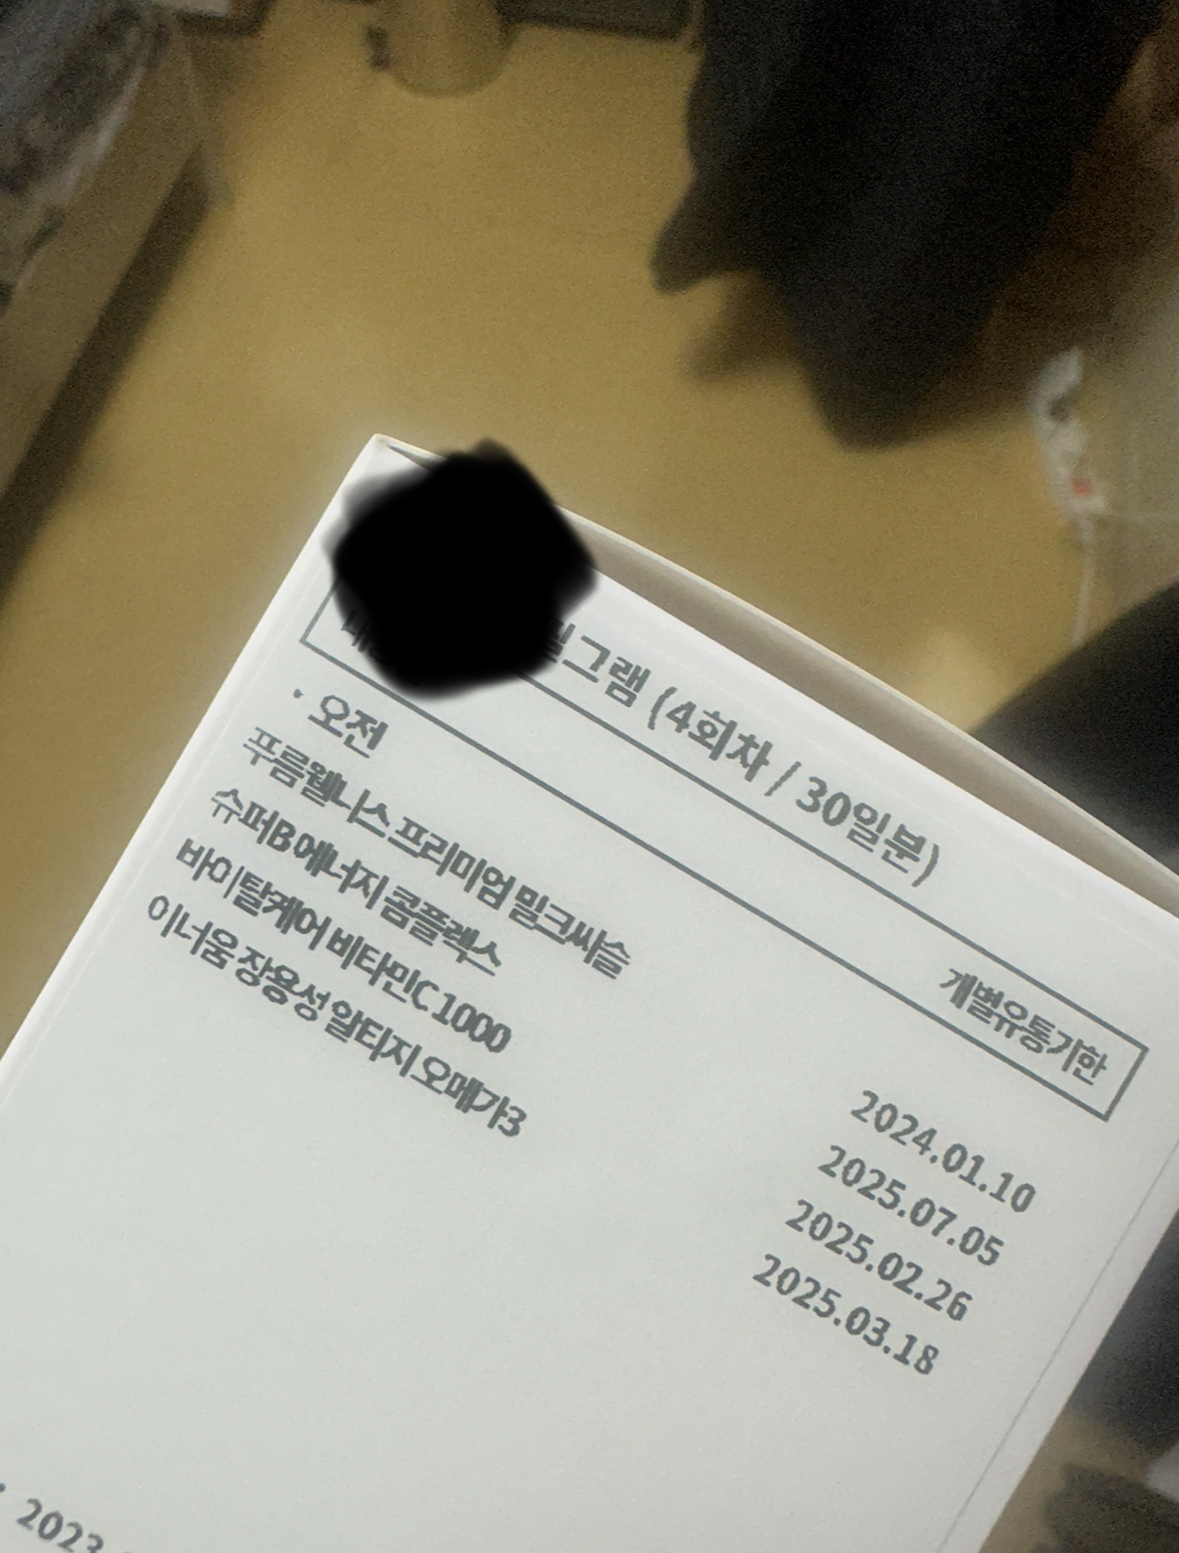 그램 (4회차 / 30일분)
개별유통기한
· 오전
푸름웰니스 프리미엄 밀크씨슬 2024.01.10
슈퍼B 에너지 콤플렉스 2025.07.05
바이탈케어 비타민C 1000 2025.02.26
이너움 장용성 알티지 오메가3 2025.03.18
· 2023.